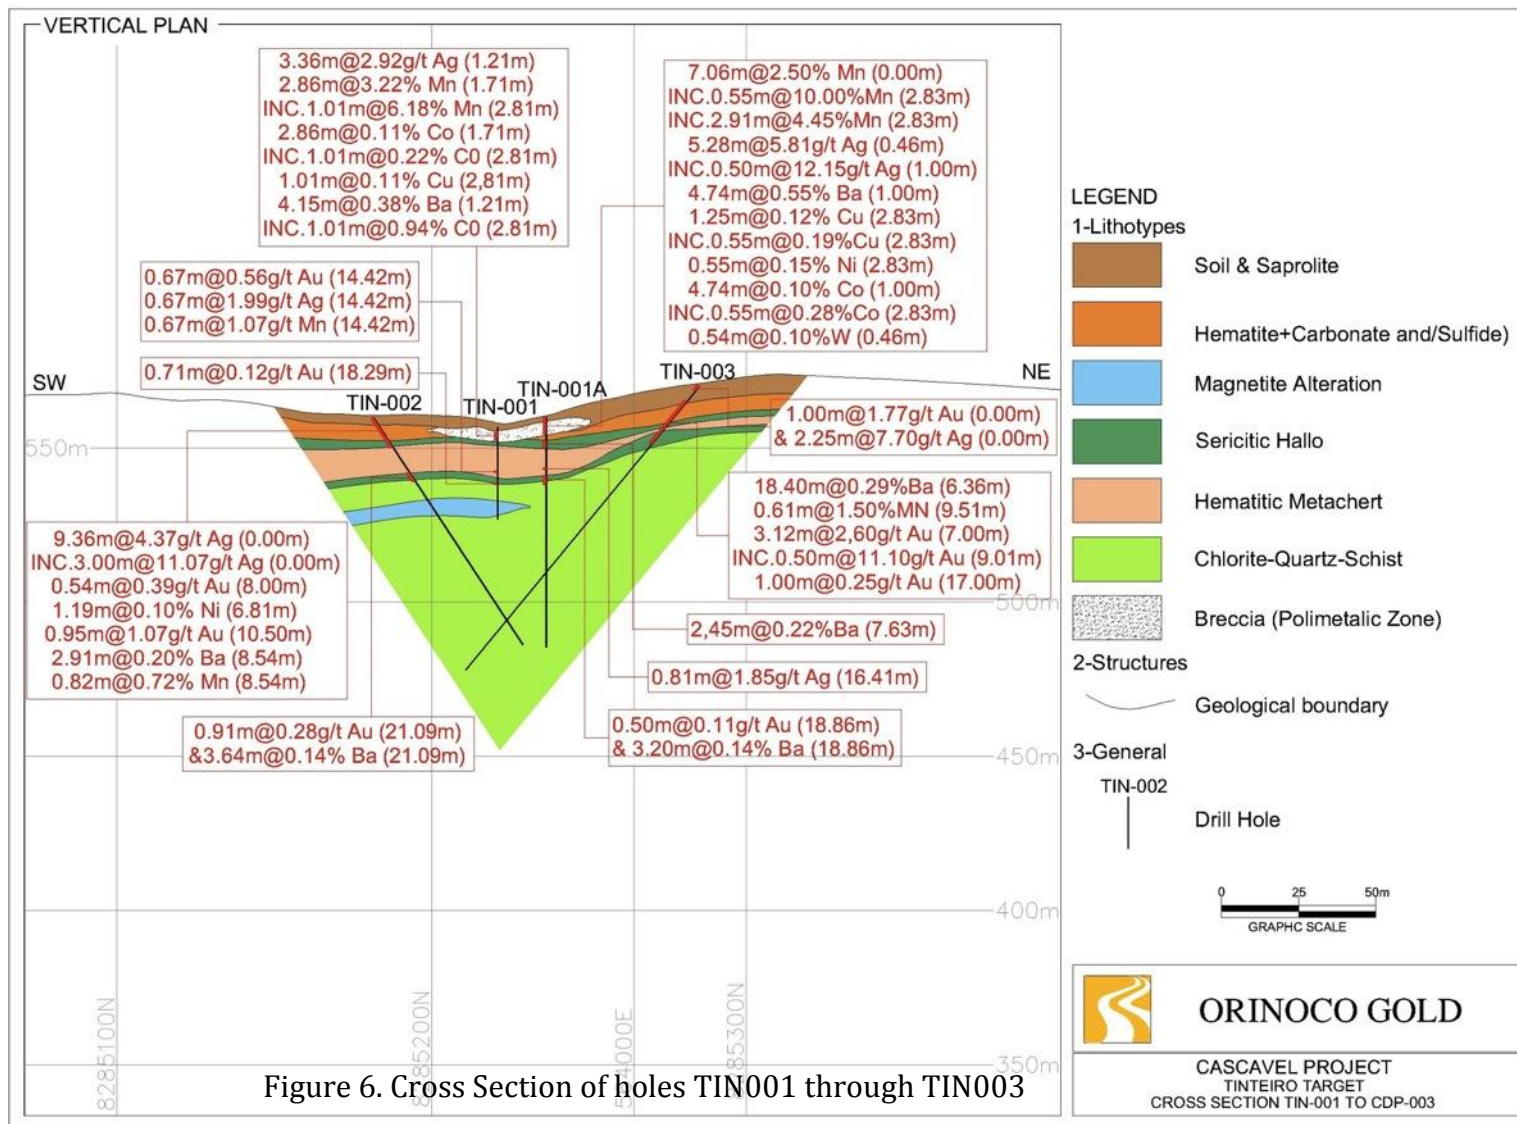 VERTICAL PLAN
3.36m@2.92g/t Ag (1.21m)
2.86m@3.22% Mn (1.71m)
INC.1.01m@6.18% Mn (2.81m)
2.86m@0.11% Co (1.71m)
INC.1.01m@0.22% C0 (2.81m)
1.01m@0.11% Cu (2,81m)
4.15m@0.38% Ba (1.21m)
INC.1.01m@0.94% C0 (2.81m)
7.06m@2.50% Mn (0.00m)
INC.0.55m@10.00%Mn (2.83m)
INC.2.91m@4.45%Mn (2.83m)
5.28m@5.81g/t Ag (0.46m)
INC.0.50m@12.15g/t Ag (1.00m)
4.74m@0.55% Ba (1.00m)
1.25m@0.12% Cu (2.83m)
INC.0.55m@0.19%Cu (2.83m)
0.55m@0.15% Ni (2.83m)
4.74m@0.10% Co (1.00m)
INC.0.55m@0.28%Co (2.83m)
0.54m@0.10%W (0.46m)
0.67m@0.56g/t Au (14.42m)
0.67m@1.99g/t Ag (14.42m)
0.67m@1.07g/t Mn (14.42m)
0.71m@0.12g/t Au (18.29m)
SW
NE
TIN-002
TIN-001
TIN-001A
TIN-003
1.00m@1.77g/t Au (0.00m)
& 2.25m@7.70g/t Ag (0.00m)
550m
18.40m@0.29%Ba (6.36m)
0.61m@1.50%MN (9.51m)
3.12m@2,60g/t Au (7.00m)
INC.0.50m@11.10g/t Au (9.01m)
1.00m@0.25g/t Au (17.00m)
9.36m@4.37g/t Ag (0.00m)
INC.3.00m@11.07g/t Ag (0.00m)
0.54m@0.39g/t Au (8.00m)
1.19m@0.10% Ni (6.81m)
0.95m@1.07g/t Au (10.50m)
2.91m@0.20% Ba (8.54m)
0.82m@0.72% Mn (8.54m)
500m
2,45m@0.22%Ba (7.63m)
0.81m@1.85g/t Ag (16.41m)
0.91m@0.28g/t Au (21.09m)
&3.64m@0.14% Ba (21.09m)
0.50m@0.11g/t Au (18.86m)
& 3.20m@0.14% Ba (18.86m)
450m
400m
350m
8285100N
8285200N
8285300N
Figure 6. Cross Section of holes TIN001 through TIN003
LEGEND
1-Lithotypes
Soil & Saprolite
Hematite+Carbonate and/Sulfide)
Magnetite Alteration
Sericitic Hallo
Hematitic Metachert
Chlorite-Quartz-Schist
Breccia (Polimetalic Zone)
2-Structures
Geological boundary
3-General
TIN-002
Drill Hole
0 25 50m
GRAPHC SCALE
ORINOCO GOLD
CASCAVEL PROJECT
TINTEIRO TARGET
CROSS SECTION TIN-001 TO CDP-003